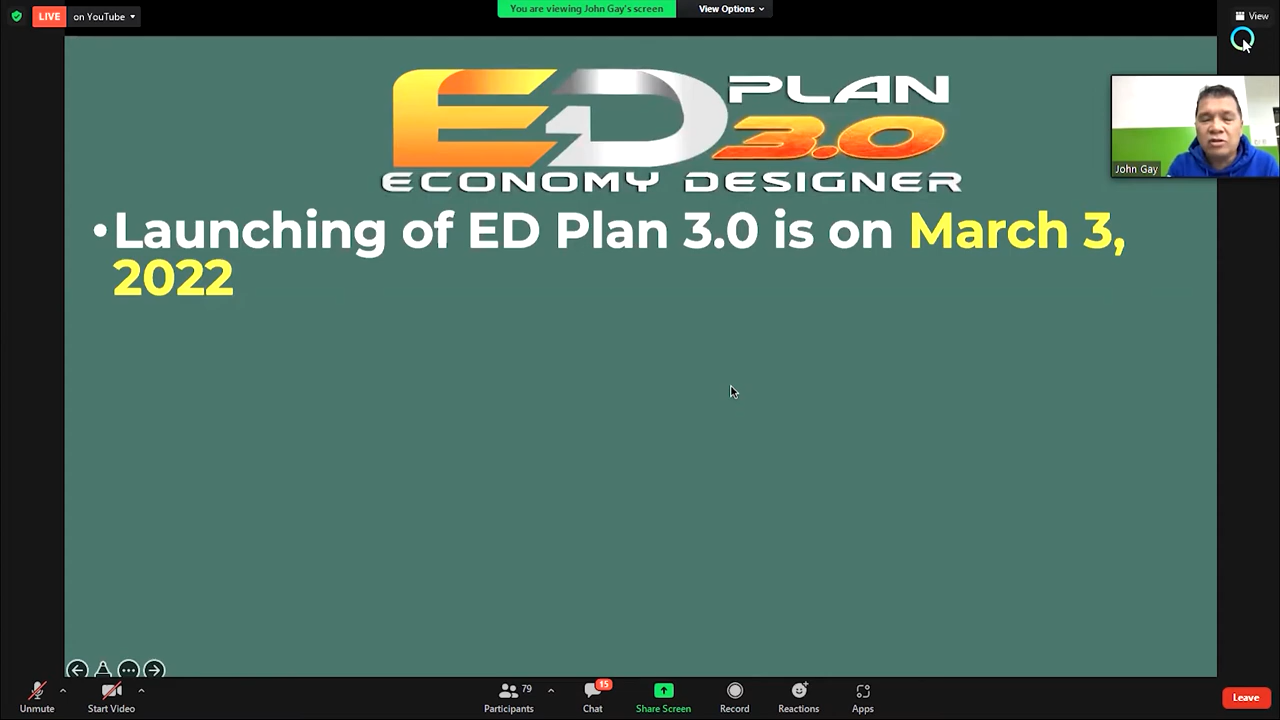 LIVE on YouTube
You are viewing John Gay's screen
View Options
View
ED PLAN
3.0
ECONOMY DESIGNER
John Gay
•Launching of ED Plan 3.0 is on March 3,
2022
Unmute
Start Video
79
Participants
15
Chat
Share Screen
Record
Reactions
Apps
Leave